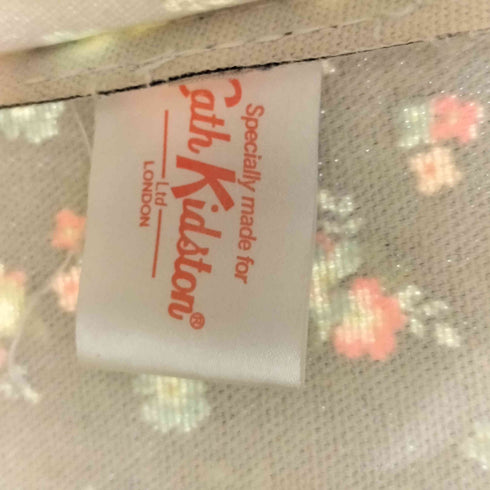 Specially made for
Cath Kidston®
Ltd
LONDON